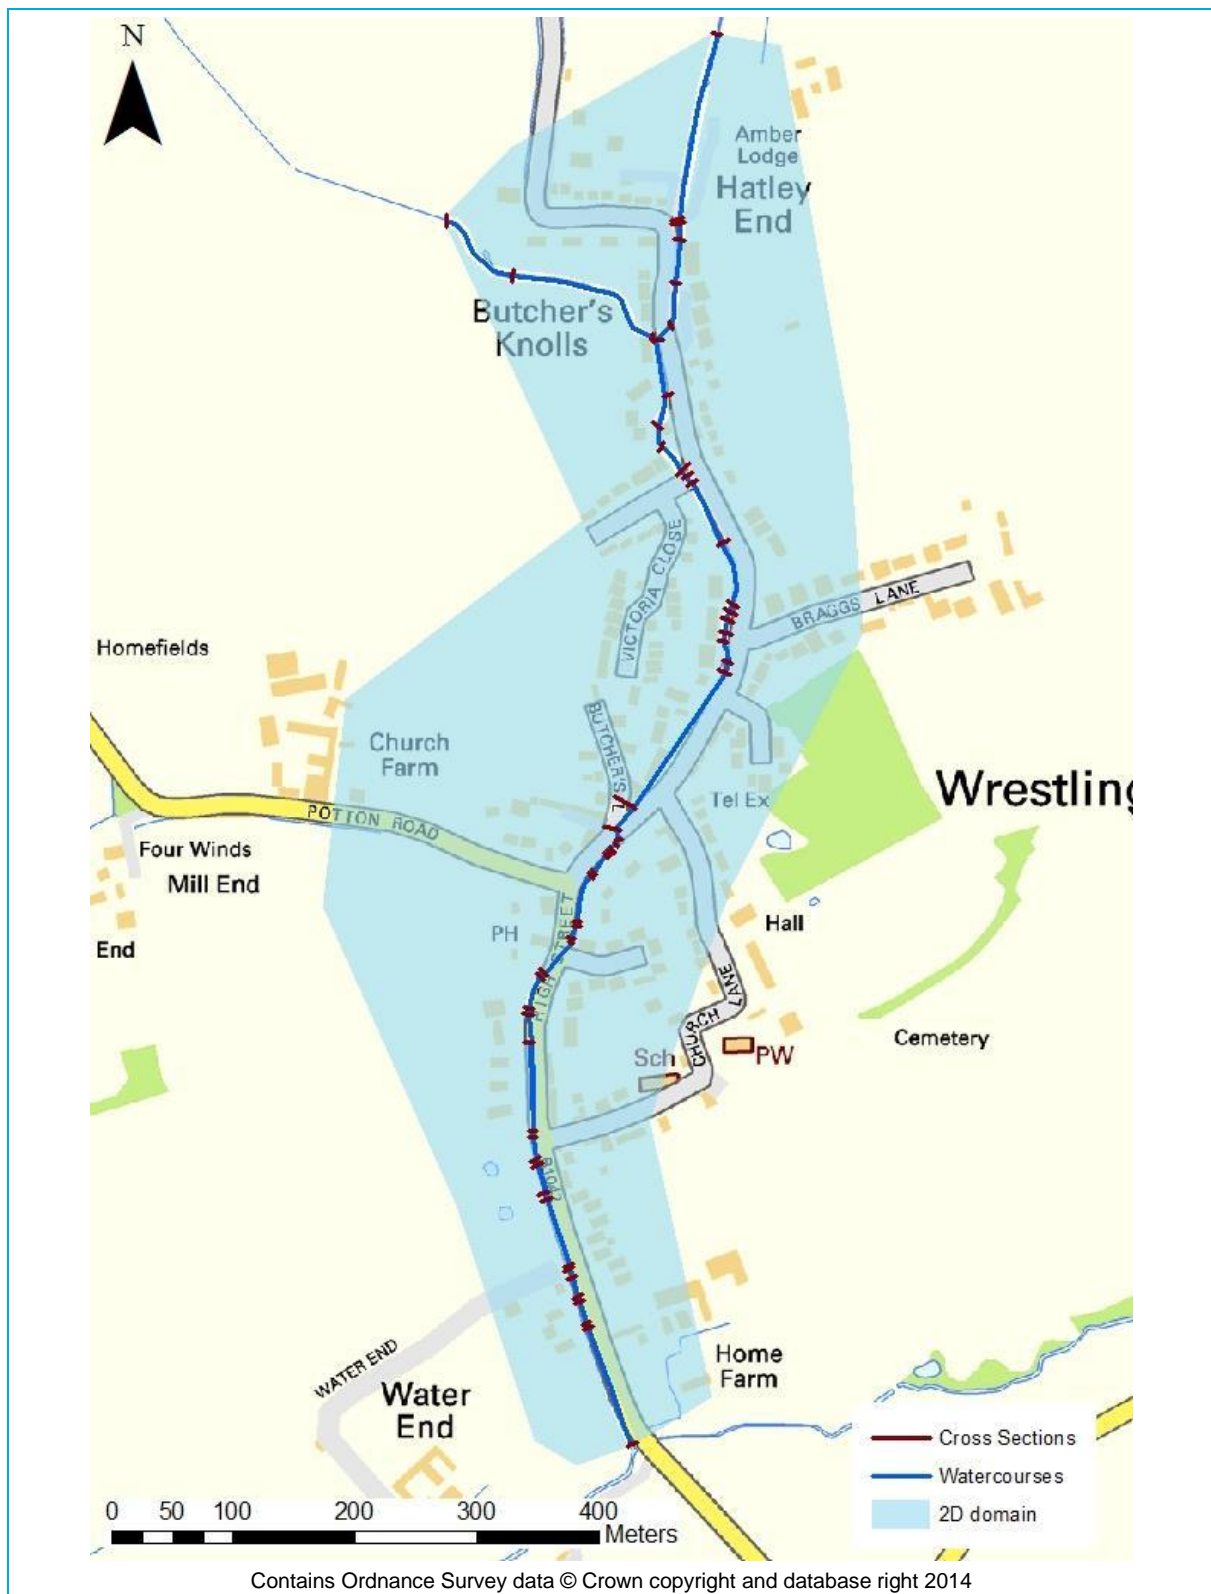 N
Amber
Lodge
Hatley
End
Butcher's
Knolls
VICTORIA CLOSE
BRAGGS LANE
Homefields
BUTCHER'S L
Church
Farm
Wrestling
Tel Ex
POTTON ROAD
Four Winds
Mill End
Hall
PH
HIGH STREET
End
CHURCH LANE
Cemetery
Sch
PW
B1042
WATER END
Home
Farm
Water
End
Cross Sections
Watercourses
2D domain
0 50 100 200 300 400
Meters
Contains Ordnance Survey data © Crown copyright and database right 2014